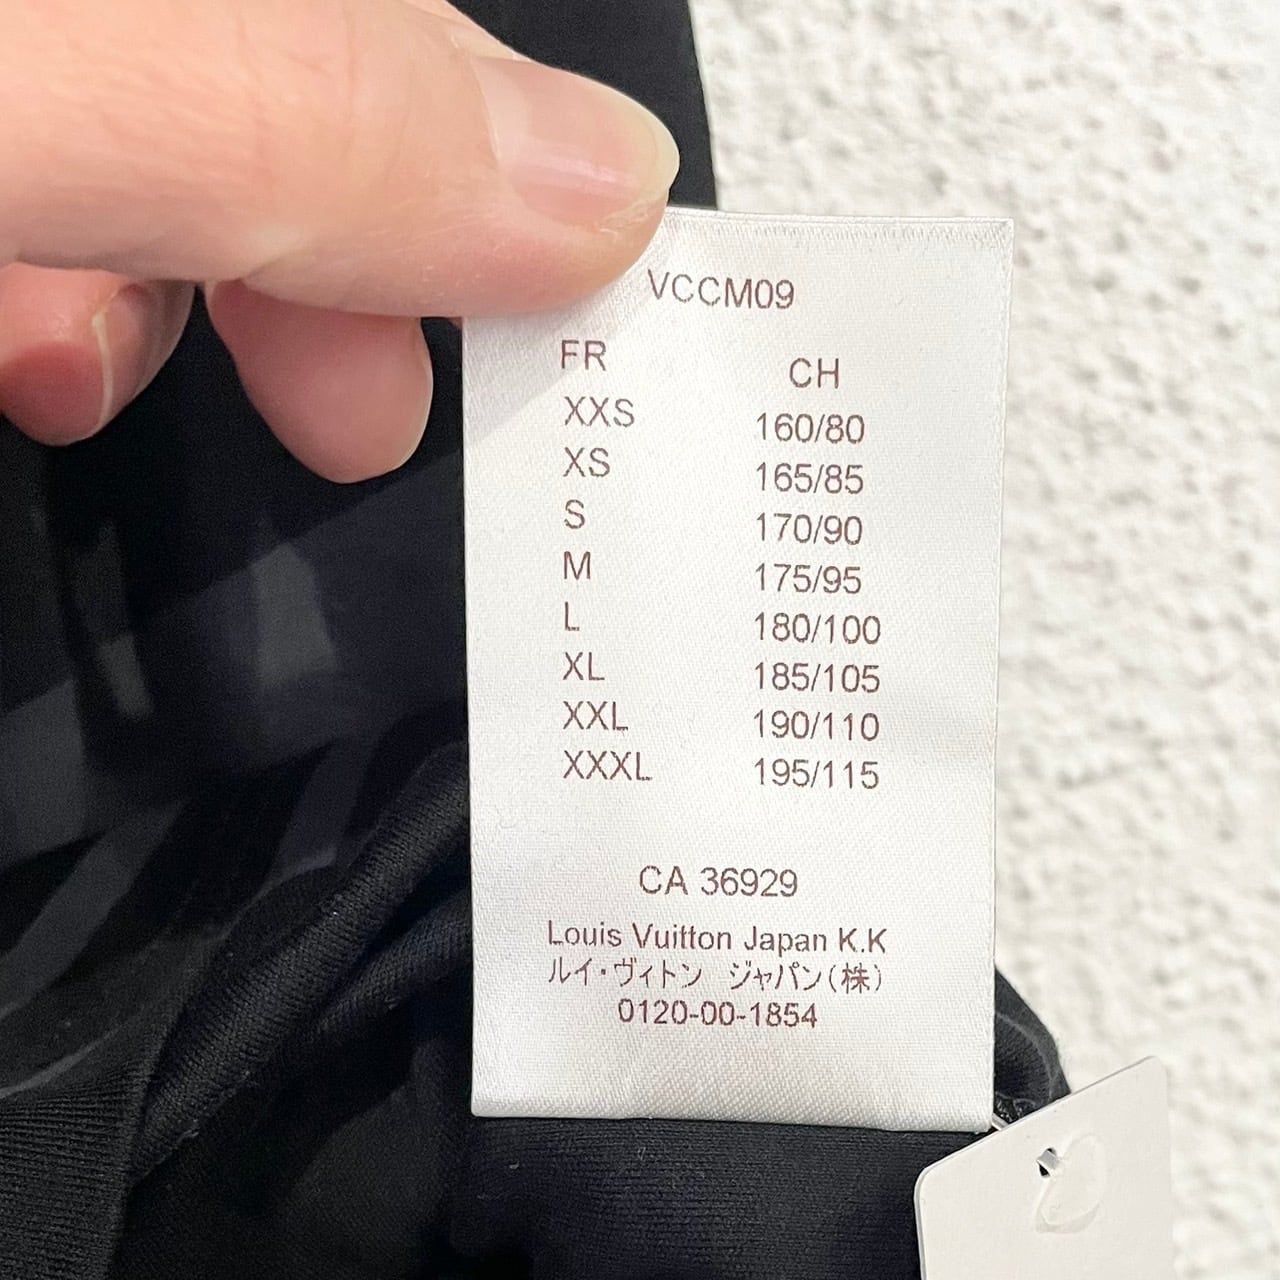 VCCM09
FR CH
XXS 160/80
XS 165/85
S 170/90
M 175/95
L 180/100
XL 185/105
XXL 190/110
XXXL 195/115
CA 36929
Louis Vuitton Japan K.K
ルイ・ヴィトン ジャパン(株)
0120-00-1854